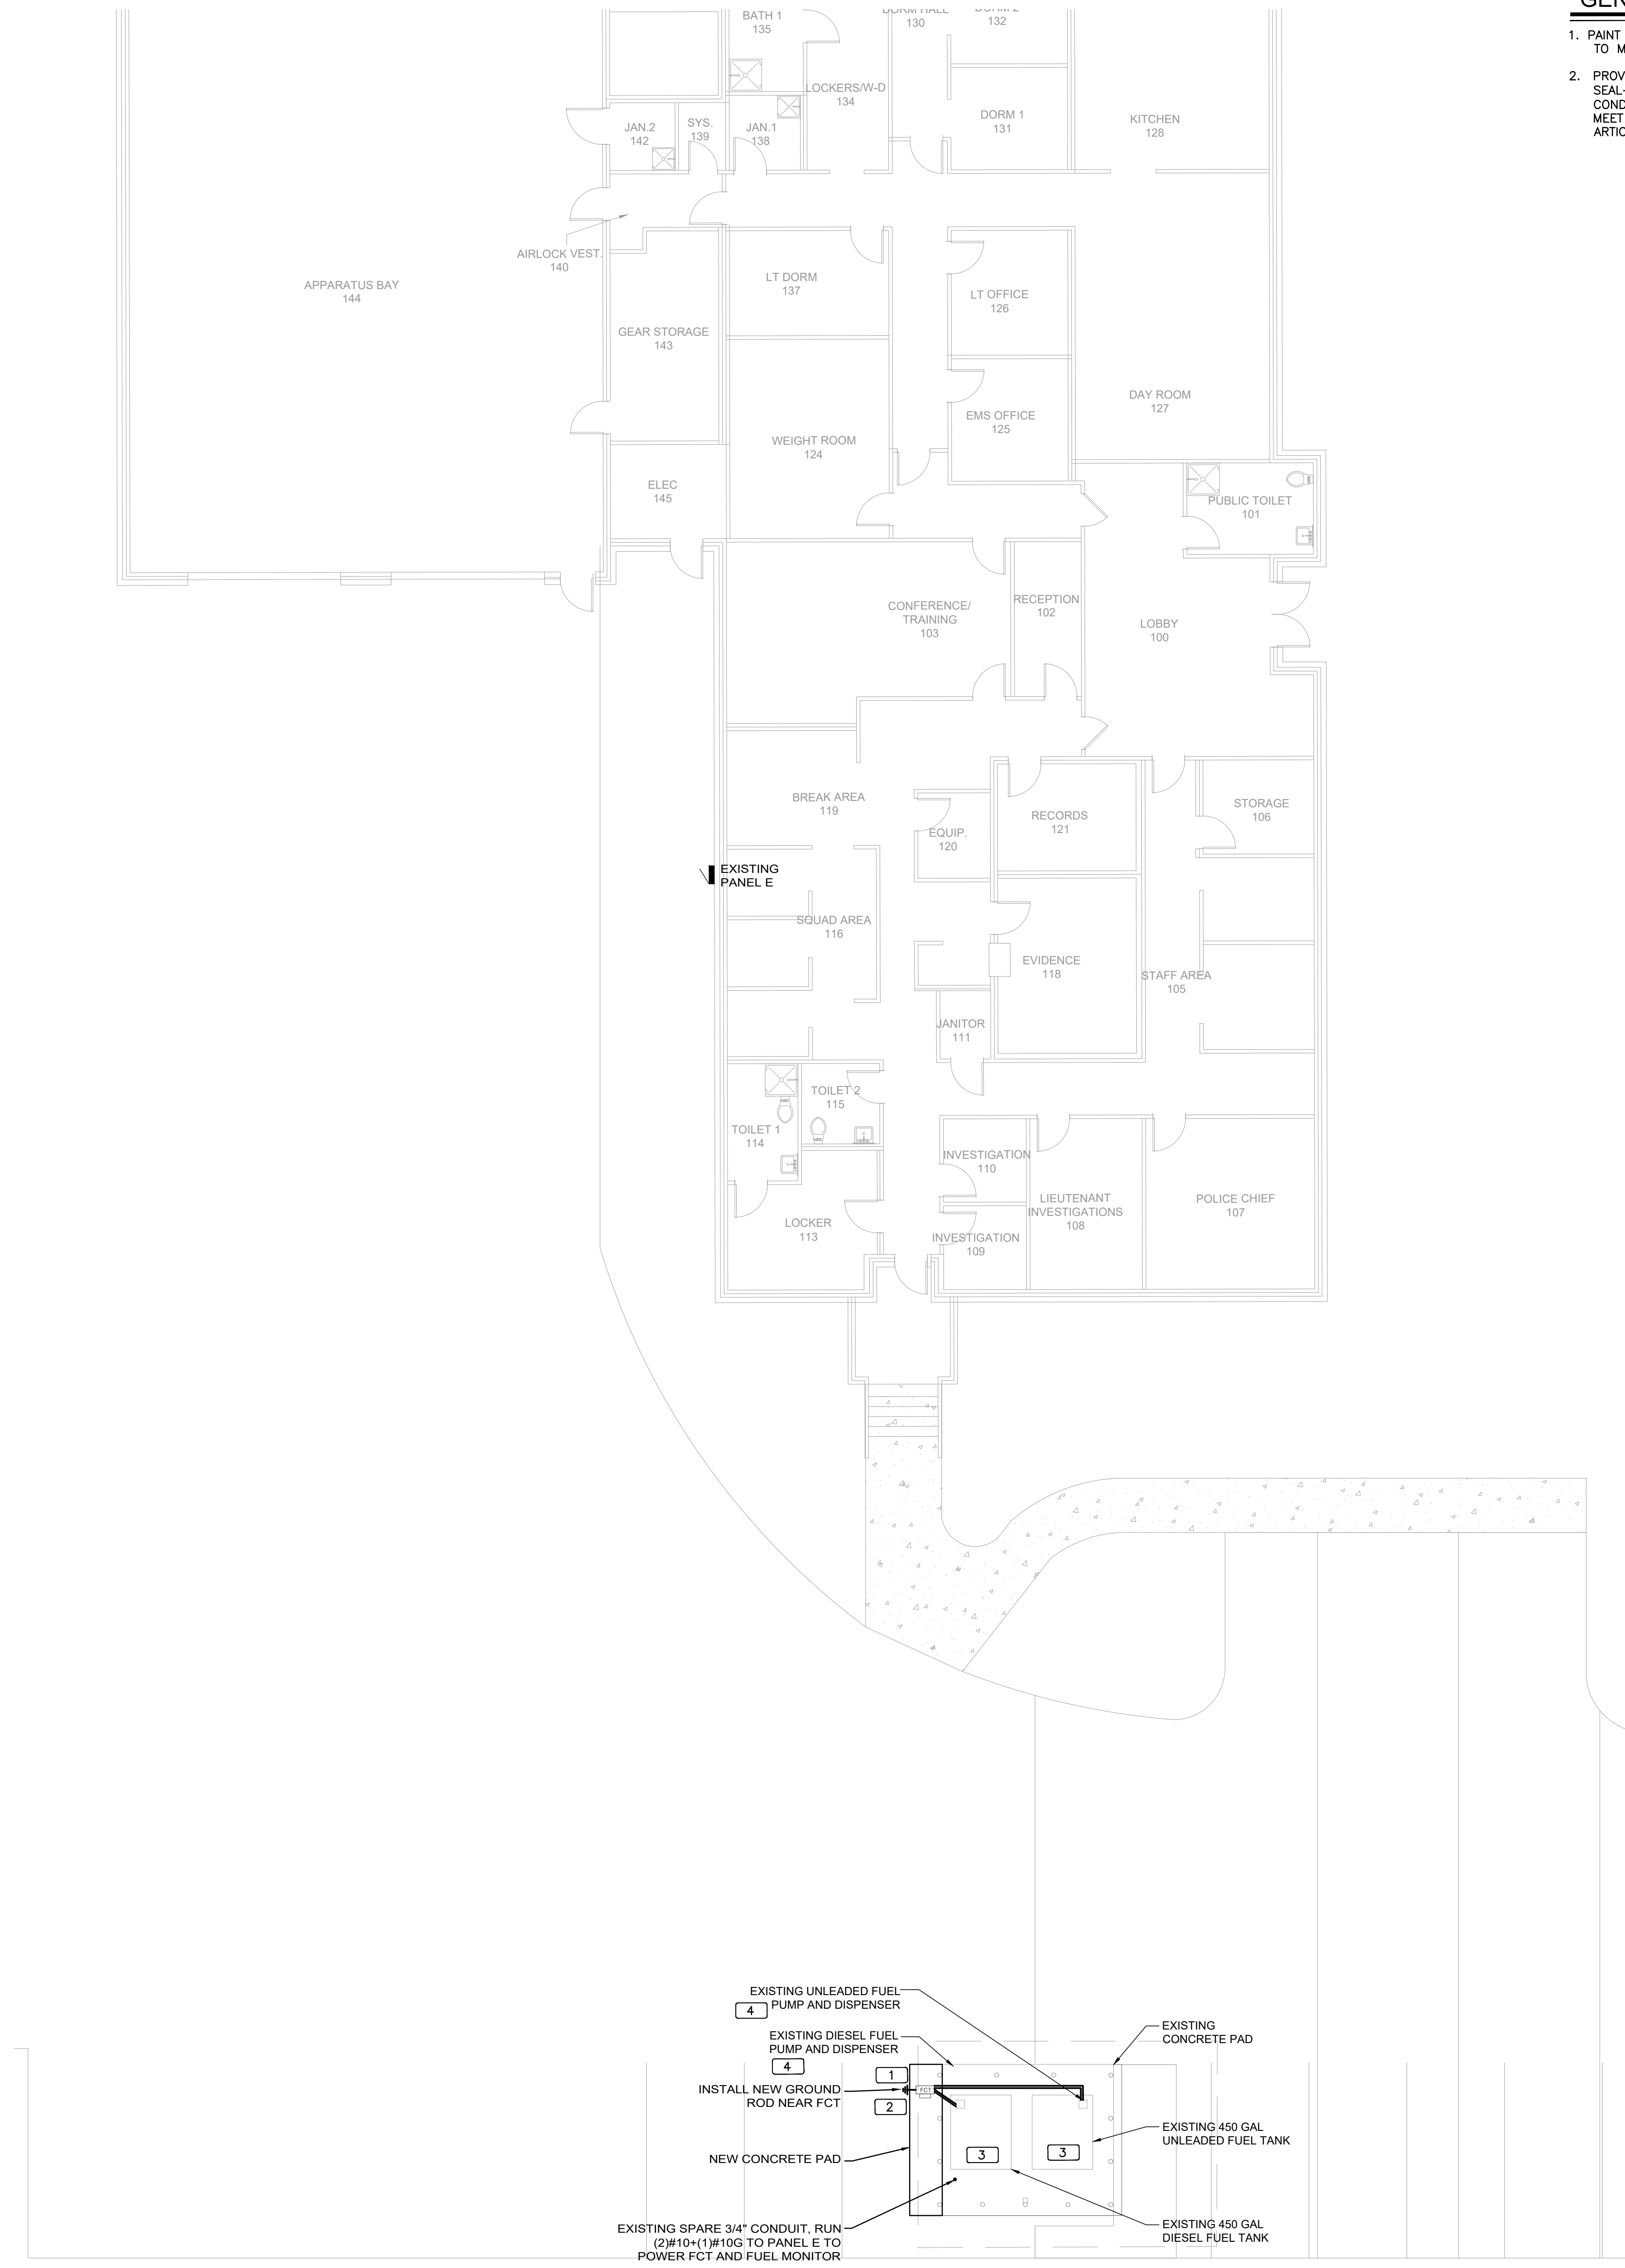 GEN
1. PAINT
TO M
2. PROV
SEAL-
COND
MEET
ARTIC
BATH 1
135
DORM HALL
130
DORM 2
132
LOCKERS/W-D
134
DORM 1
131
KITCHEN
128
JAN.2
142
SYS.
139
JAN.1
138
AIRLOCK VEST.
140
APPARATUS BAY
144
LT DORM
137
LT OFFICE
126
GEAR STORAGE
143
DAY ROOM
127
EMS OFFICE
125
WEIGHT ROOM
124
ELEC
145
PUBLIC TOILET
101
CONFERENCE/
TRAINING
103
RECEPTION
102
LOBBY
100
BREAK AREA
119
EQUIP.
120
RECORDS
121
STORAGE
106
EXISTING
PANEL E
SQUAD AREA
116
EVIDENCE
118
STAFF AREA
105
JANITOR
111
TOILET 2
115
TOILET 1
114
INVESTIGATION
110
LIEUTENANT
INVESTIGATIONS
108
POLICE CHIEF
107
LOCKER
113
INVESTIGATION
109
EXISTING UNLEADED FUEL
4 PUMP AND DISPENSER
EXISTING DIESEL FUEL
PUMP AND DISPENSER
4
EXISTING
CONCRETE PAD
1
INSTALL NEW GROUND
ROD NEAR FCT
FCT
2
EXISTING 450 GAL
UNLEADED FUEL TANK
3
3
NEW CONCRETE PAD
EXISTING SPARE 3/4" CONDUIT, RUN
(2)#10+(1)#10G TO PANEL E TO
POWER FCT AND FUEL MONITOR
EXISTING 450 GAL
DIESEL FUEL TANK